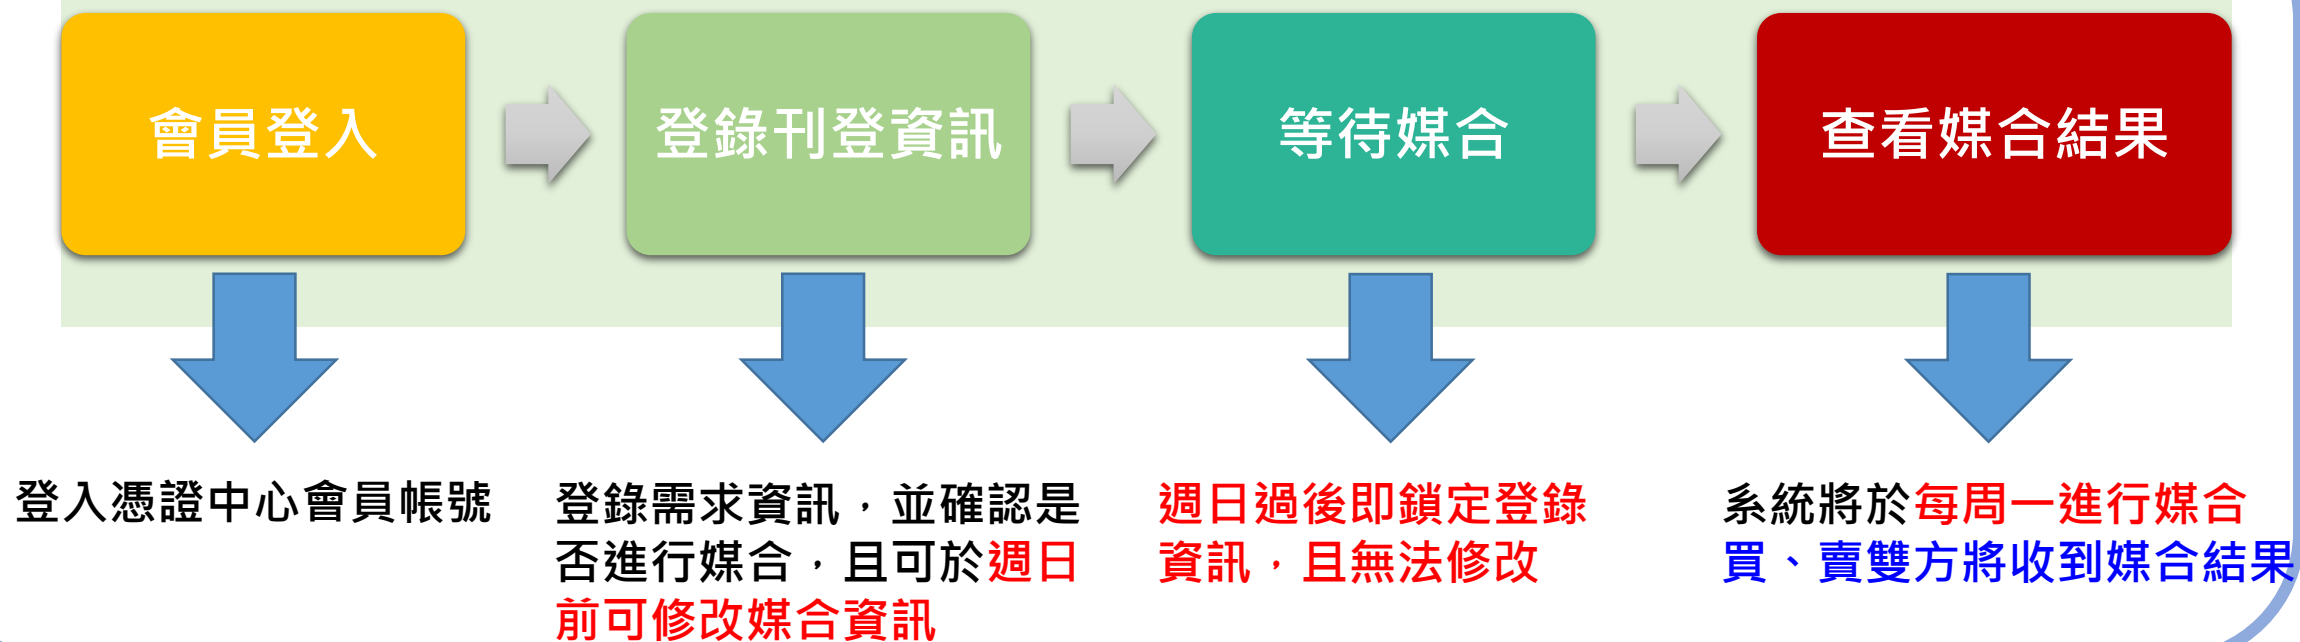 會員登入
登錄刊登資訊
等待媒合
查看媒合結果
登入憑證中心會員帳號
登錄需求資訊，並確認是
否進行媒合，且可於週日
前可修改媒合資訊
週日過後即鎖定登錄
資訊，且無法修改
系統將於每周一進行媒合
買、賣雙方將收到媒合結果